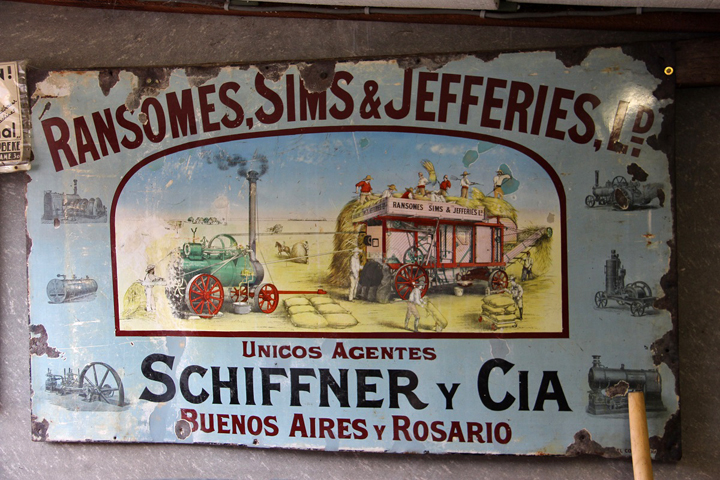 RANSOMES, SIMS & JEFFERIES, LD
RANSOMES SIMS & JEFFERIES LD
UNICOS AGENTES
SCHIFFNER Y CIA
BUENOS AIRES Y ROSARIO